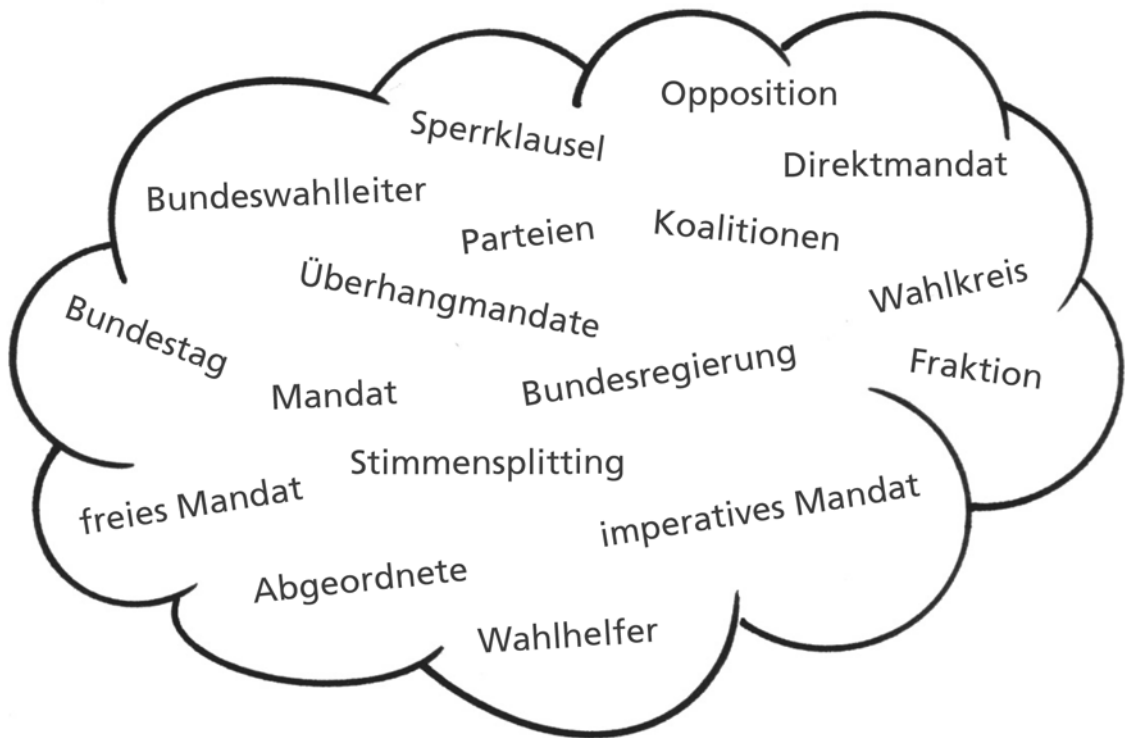 Opposition
Sperrklausel
Direktmandat
Bundeswahlleiter
Parteien
Koalitionen
Überhangmandate
Wahlkreis
Bundestag
Bundesregierung
Fraktion
Mandat
Stimmensplitting
freies Mandat
imperatives Mandat
Abgeordnete
Wahlhelfer